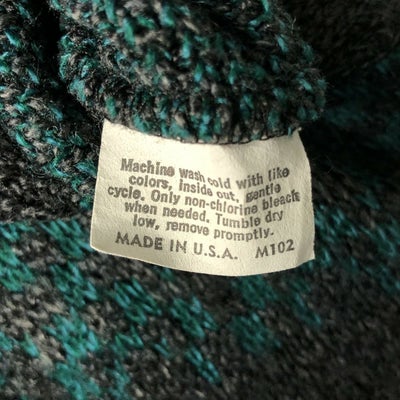 Machine wash cold with like
colors, inside out, gentle
cycle. Only non-chlorine bleach
when needed. Tumble dry
low, remove promptly.
MADE IN U.S.A. M102